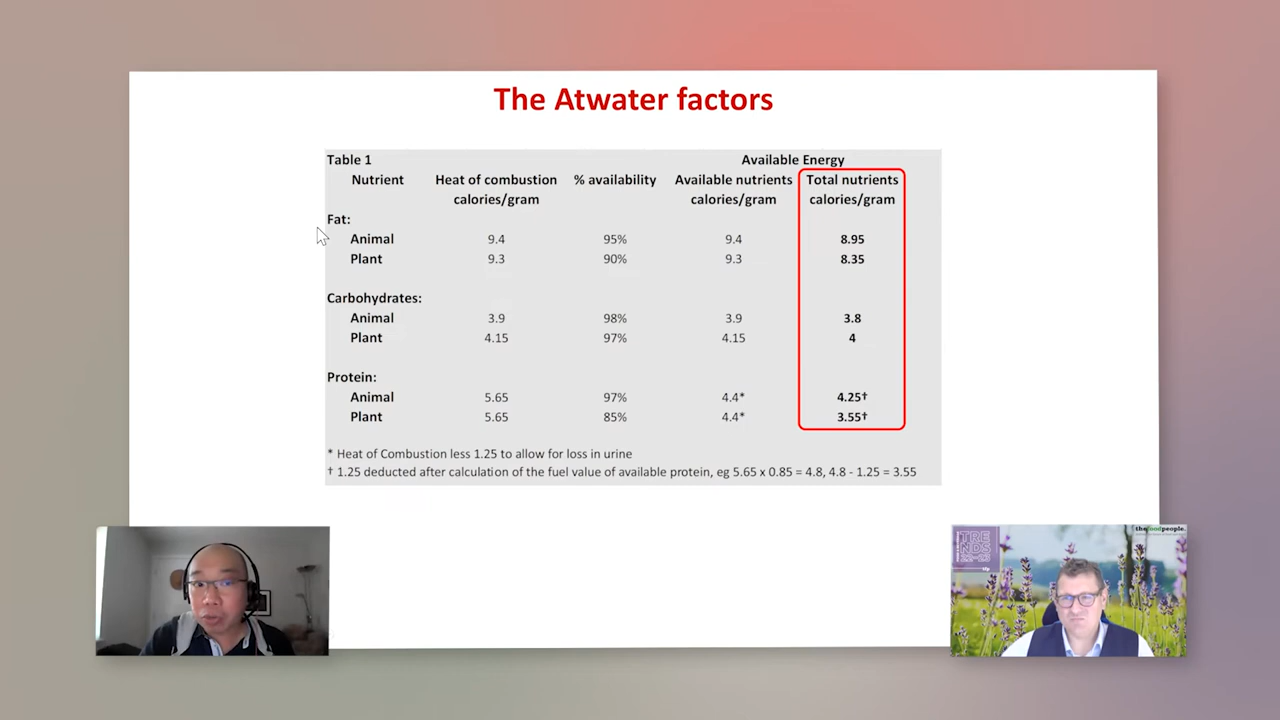 The Atwater factors
Table 1 Available Energy
Nutrient Heat of combustion % availability Available nutrients Total nutrients
calories/gram calories/gram calories/gram
Fat:
Animal 9.4 95% 9.4 8.95
Plant 9.3 90% 9.3 8.35
Carbohydrates:
Animal 3.9 98% 3.9 3.8
Plant 4.15 97% 4.15 4
Protein:
Animal 5.65 97% 4.4* 4.25†
Plant 5.65 85% 4.4* 3.55†
* Heat of Combustion less 1.25 to allow for loss in urine
† 1.25 deducted after calculation of the fuel value of available protein, eg 5.65 x 0.85 = 4.8, 4.8 - 1.25 = 3.55
thefoodpeople.
TRE
NDS